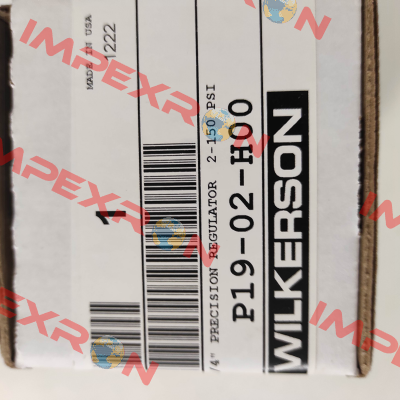 MADE IN USA
1222
1
/4" PRECISION REGULATOR 2-150 PSI
P19-02-H00
WILKERSON
IMPEXRON
IMPEXRON
IMPEXRON